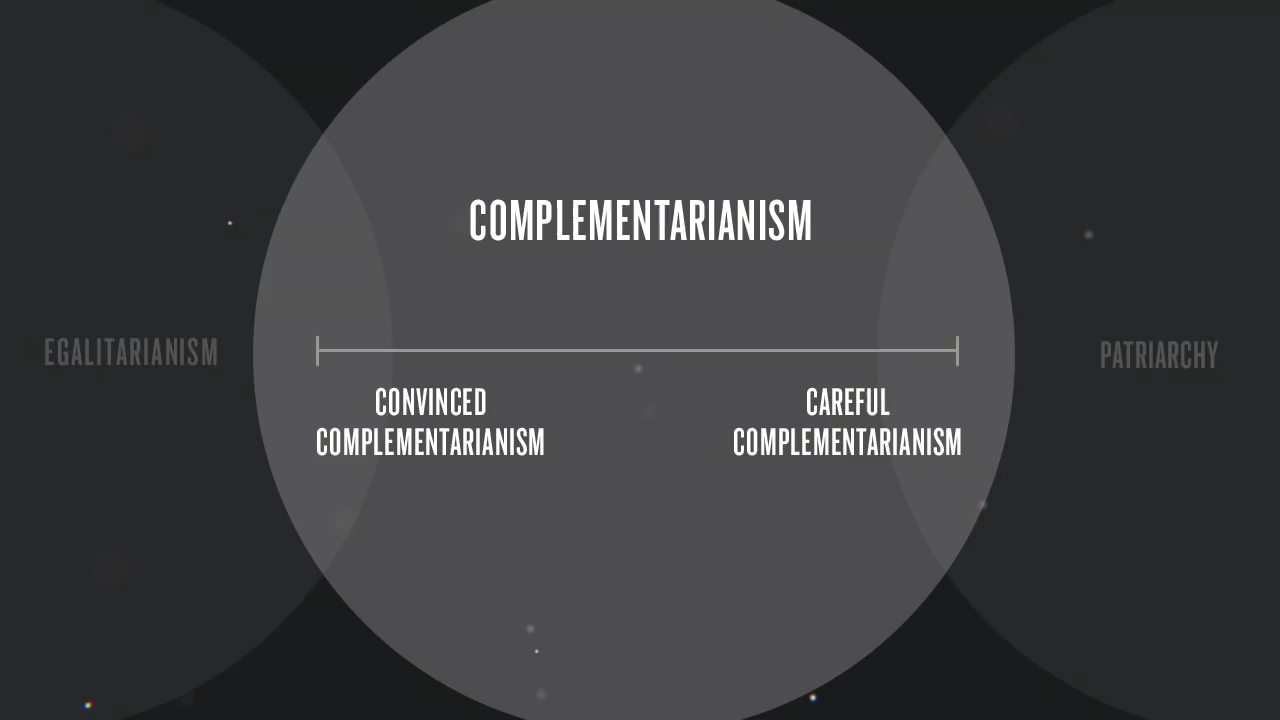 COMPLEMENTARIANISM
EGALITARIANISM
PATRIARCHY
CONVINCED
COMPLEMENTARIANISM
CAREFUL
COMPLEMENTARIANISM